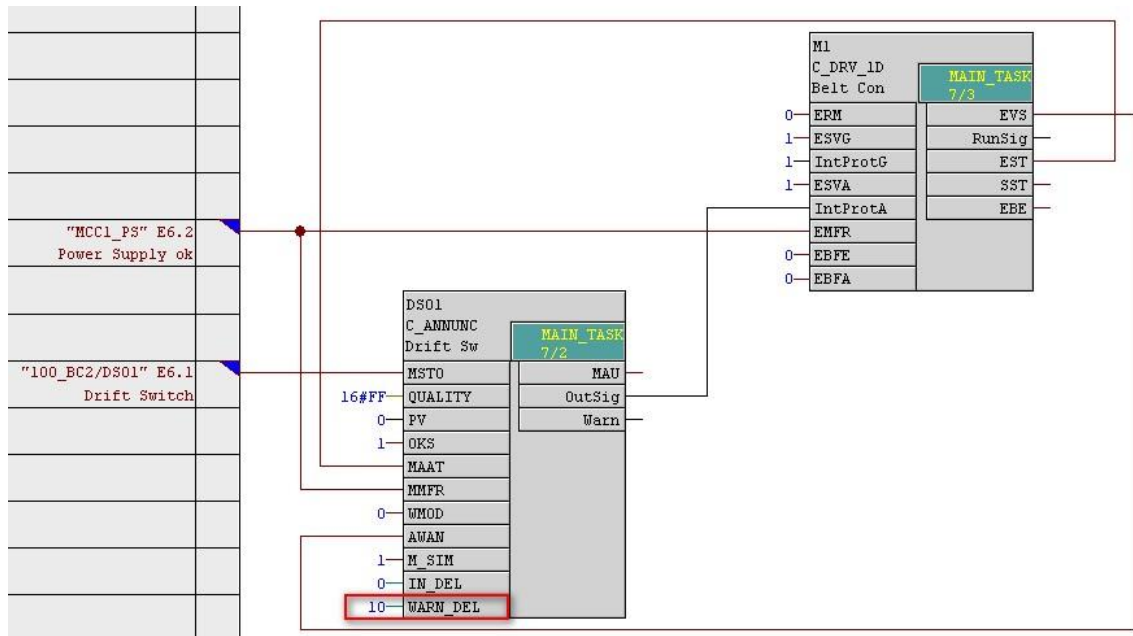 M1
C_DRV_1D
Belt Con
MAIN_TASK
7/3
0 ERM EVS
1 ESVG RunSig
1 IntProtG EST
1 ESVA SST
IntProtA EBE
EMFR
0 EBFE
0 EBFA
"MCC1_PS" E6.2
Power Supply ok
DS01
C_ANNUNC
Drift Sw
MAIN_TASK
7/2
"100_BC2/DS01" E6.1
Drift Switch
MST0 MAU
16#FF QUALITY OutSig
0 PV Warn
1 OKS
MAAT
MMFR
0 WMOD
AWAN
1 M_SIM
0 IN_DEL
10 WARN_DEL